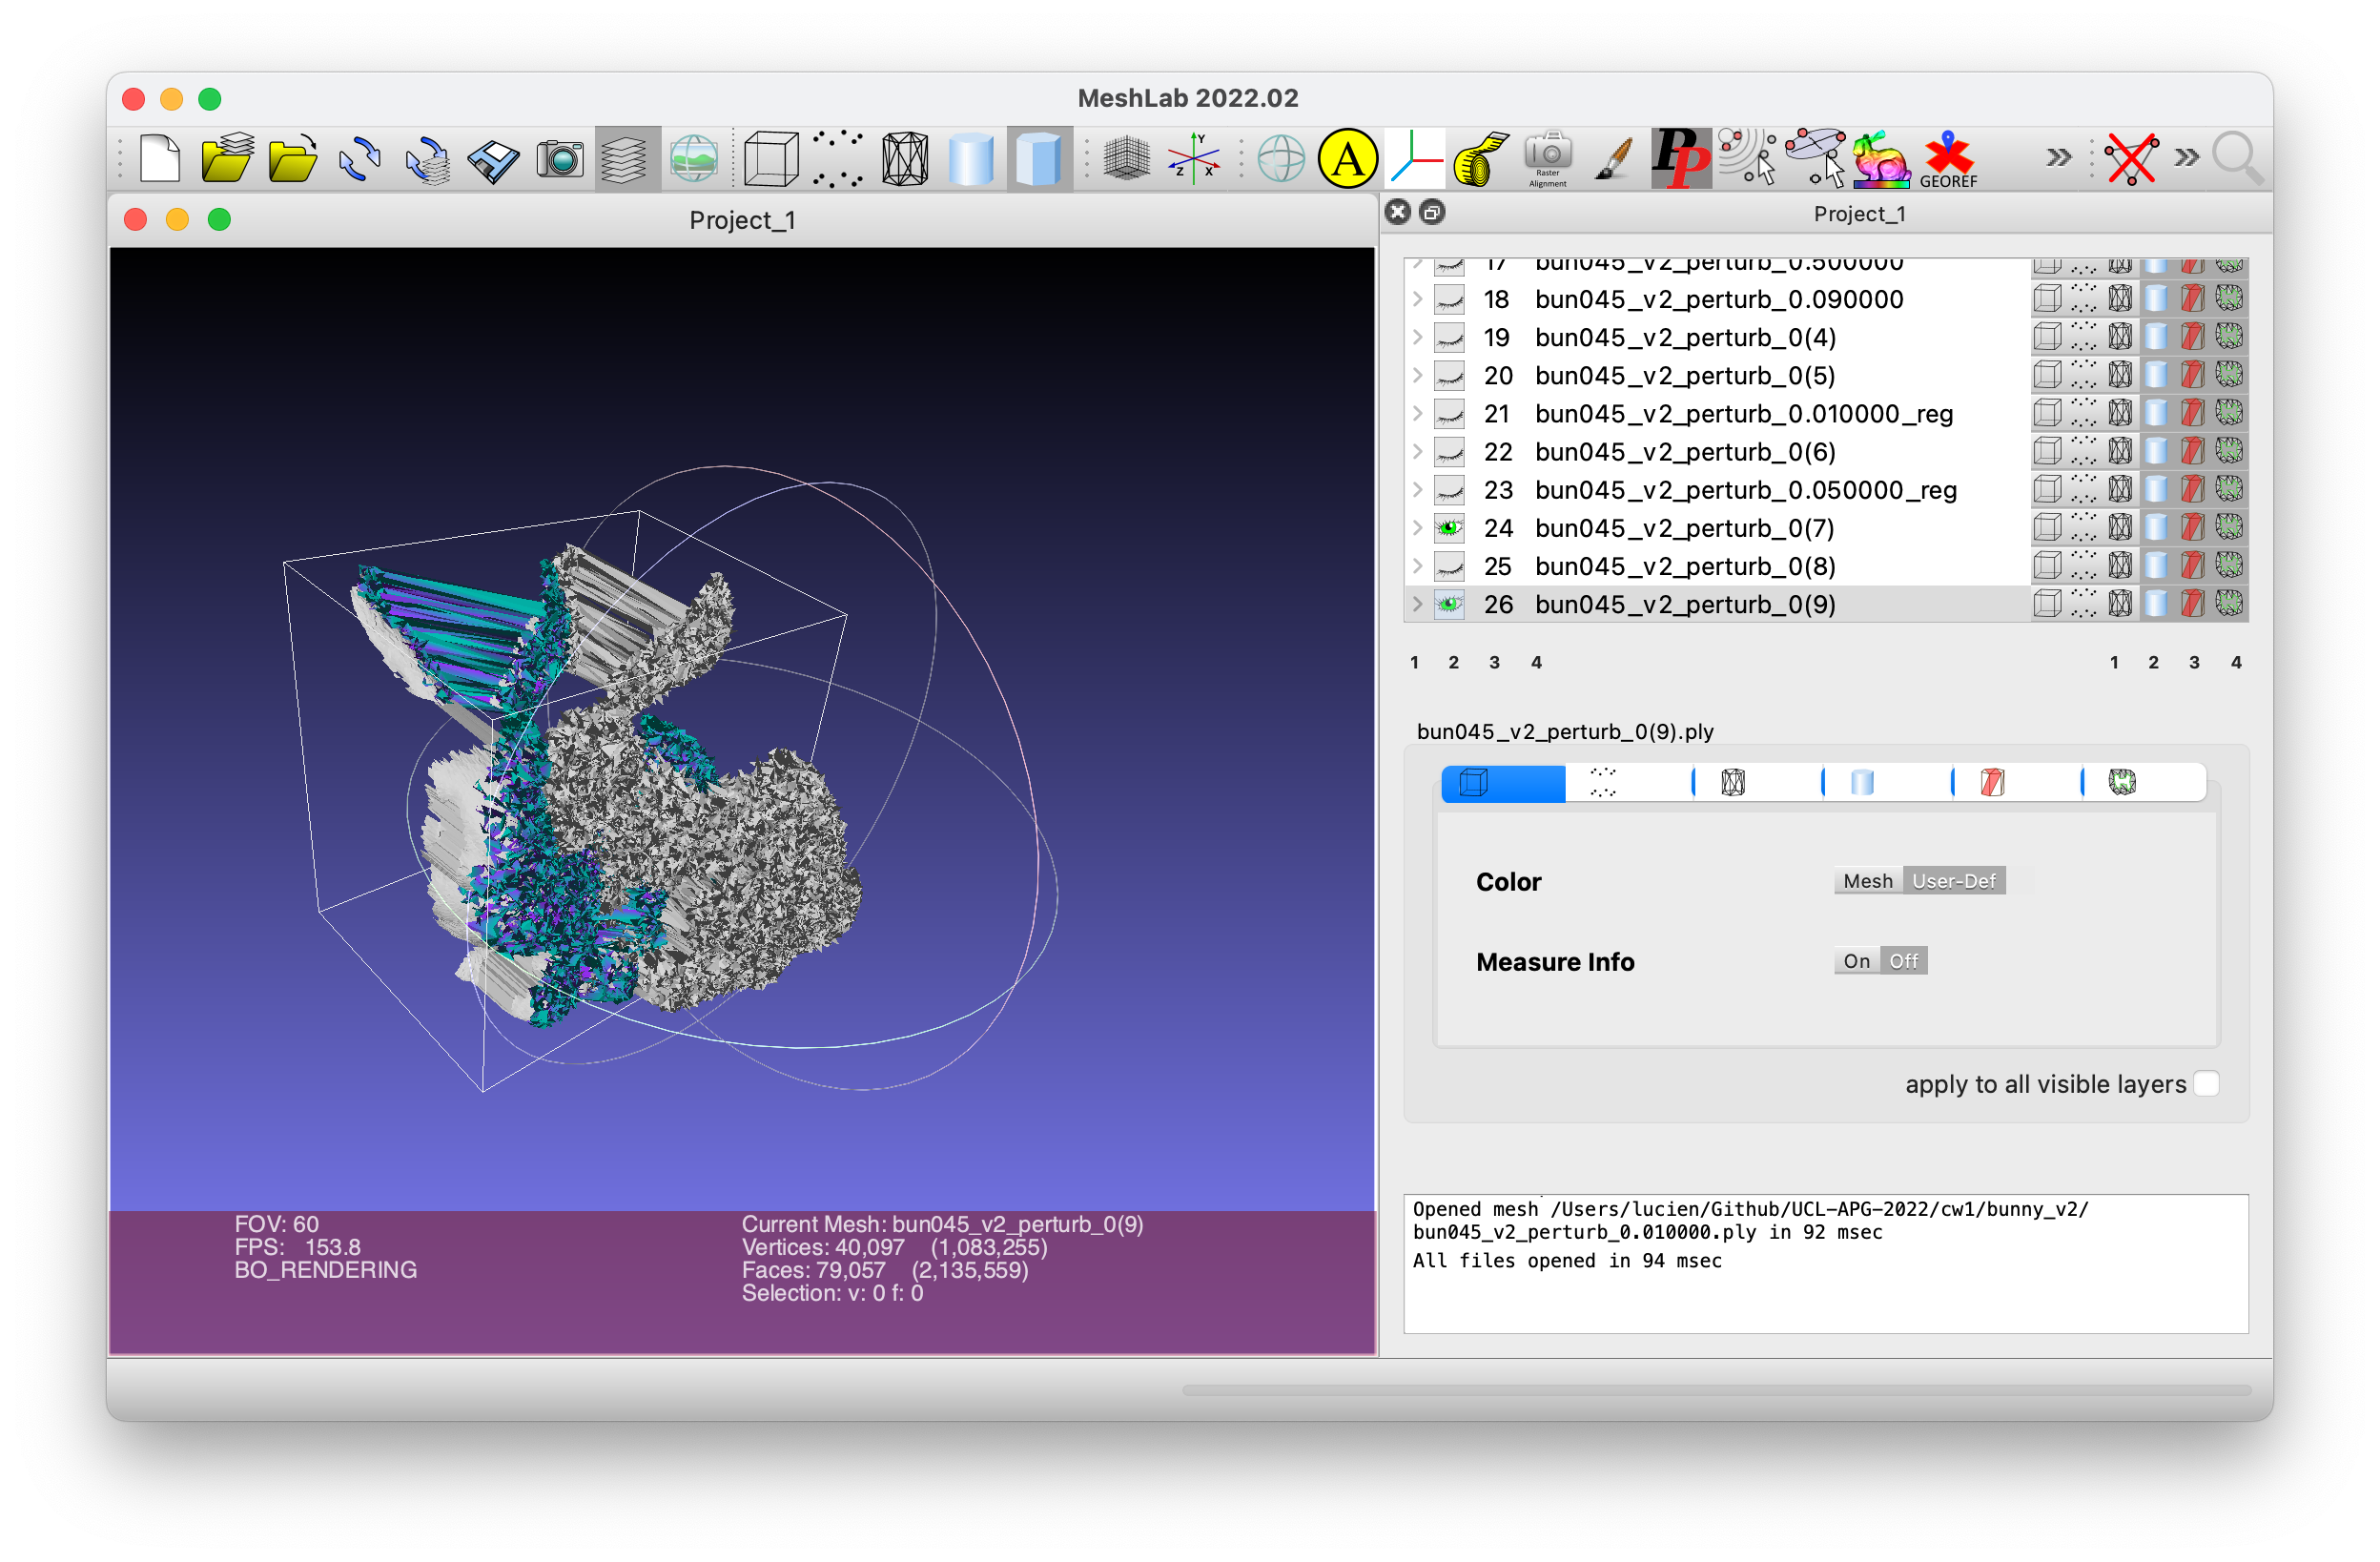 MeshLab 2022.02
A
Y
Z
X
Raster
Alignment
PP
GEOREF
Project_1
FOV: 60
FPS: 153.8
BO_RENDERING
Current Mesh: bun045_v2_perturb_0(9)
Vertices: 40,097 (1,083,255)
Faces: 79,057 (2,135,559)
Selection: v: 0 f: 0
Project_1
17 bun045_v2_perturb_0.500000
18 bun045_v2_perturb_0.090000
19 bun045_v2_perturb_0(4)
20 bun045_v2_perturb_0(5)
21 bun045_v2_perturb_0.010000_reg
22 bun045_v2_perturb_0(6)
23 bun045_v2_perturb_0.050000_reg
24 bun045_v2_perturb_0(7)
25 bun045_v2_perturb_0(8)
26 bun045_v2_perturb_0(9)
1 2 3 4 1 2 3 4
bun045_v2_perturb_0(9).ply
Color Mesh User-Def
Measure Info On Off
apply to all visible layers
Opened mesh /Users/lucien/Github/UCL-APG-2022/cw1/bunny_v2/
bun045_v2_perturb_0.010000.ply in 92 msec
All files opened in 94 msec